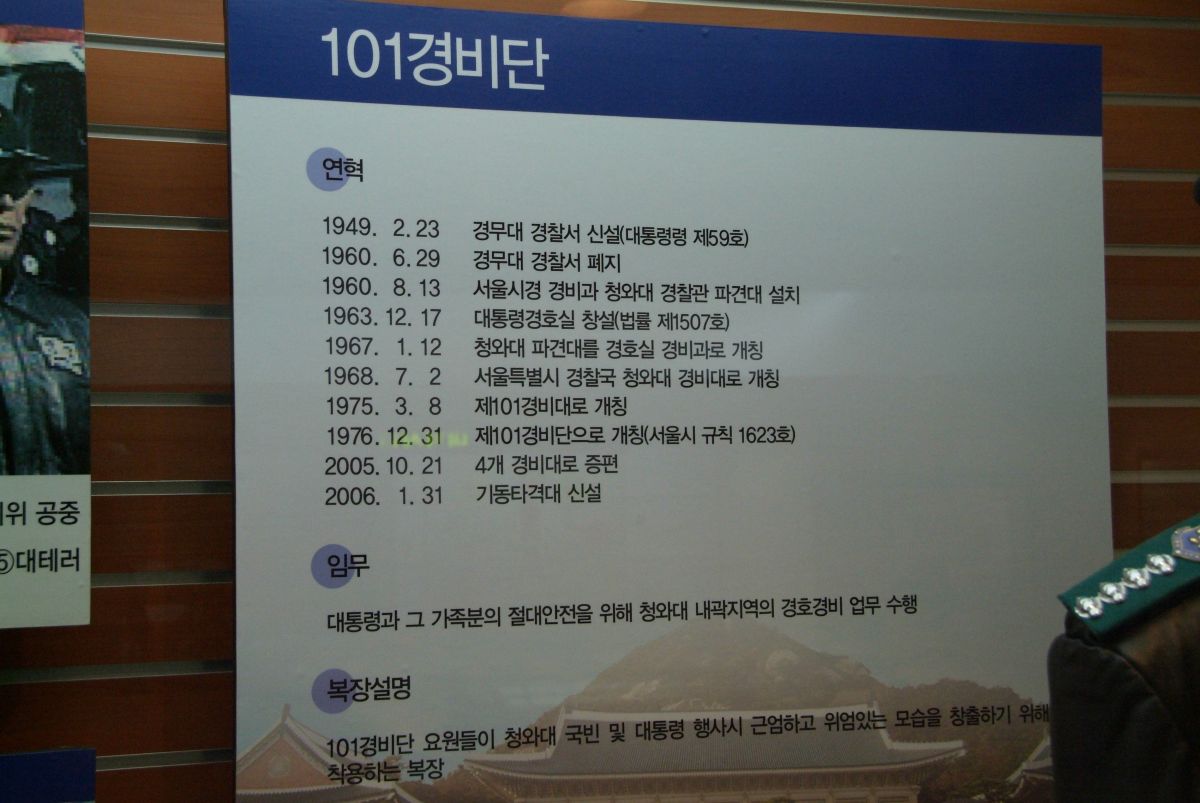 101경비단
연혁
1949. 2. 23 경무대 경찰서 신설(대통령령 제59호)
1960. 6. 29 경무대 경찰서 폐지
1960. 8. 13 서울시경 경비과 청와대 경찰관 파견대 설치
1963. 12. 17 대통령경호실 창설(법률 제1507호)
1967. 1. 12 청와대 파견대를 경호실 경비과로 개칭
1968. 7. 2 서울특별시 경찰국 청와대 경비대로 개칭
1975. 3. 8 제101경비대로 개칭
1976. 12. 31 제101경비단으로 개칭(서울시 규칙 1623호)
2005. 10. 21 4개 경비대로 증편
2006. 1. 31 기동타격대 신설
임무
대통령과 그 가족분의 절대안전을 위해 청와대 내곽지역의 경호경비 업무 수행
복장설명
101경비단 요원들이 청와대 국빈 및 대통령 행사시 근엄하고 위엄있는 모습을 창출하기 위해
착용하는 복장
위 공중
⑤대테러